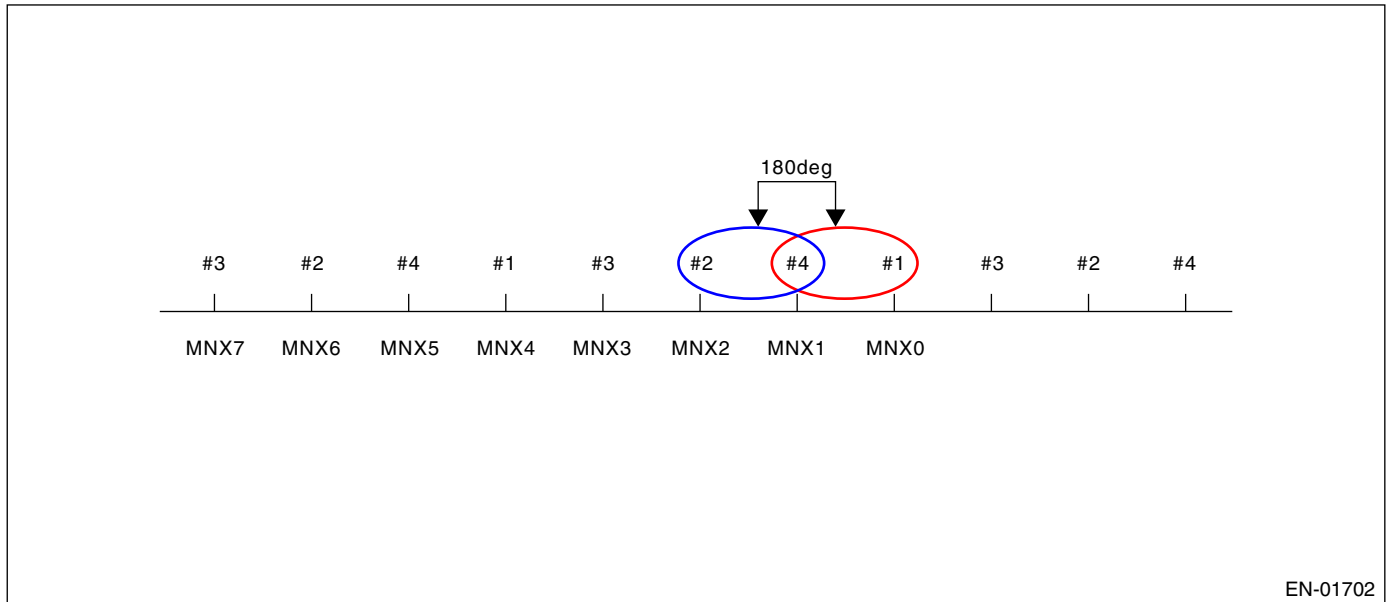 180deg
#3 #2 #4 #1 #3 #2 #4 #1 #3 #2 #4
MNX7 MNX6 MNX5 MNX4 MNX3 MNX2 MNX1 MNX0
EN-01702